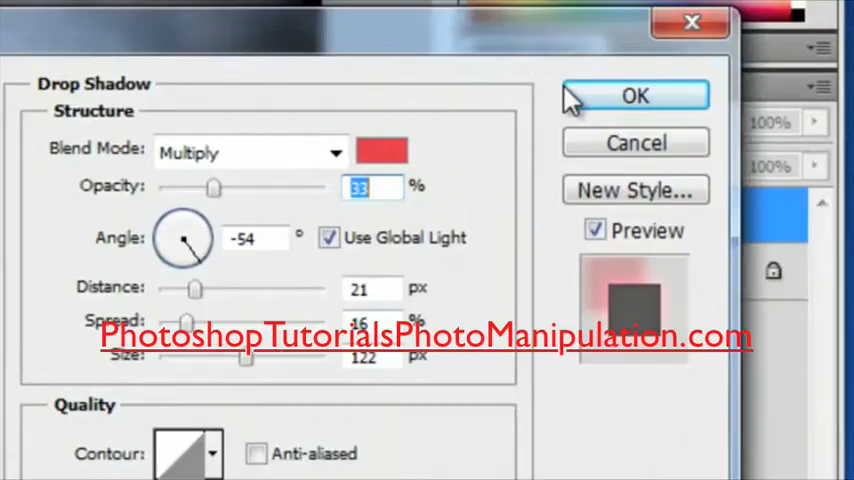 Drop Shadow
Structure
Blend Mode: Multiply
Opacity: 33 %
Angle: -54 ° Use Global Light
Distance: 21 px
Spread: 16 %
Size: 122 px
Quality
Contour: Anti-aliased
OK
Cancel
New Style...
Preview
100%
100%
PhotoshopTutorialsPhotoManipulation.com